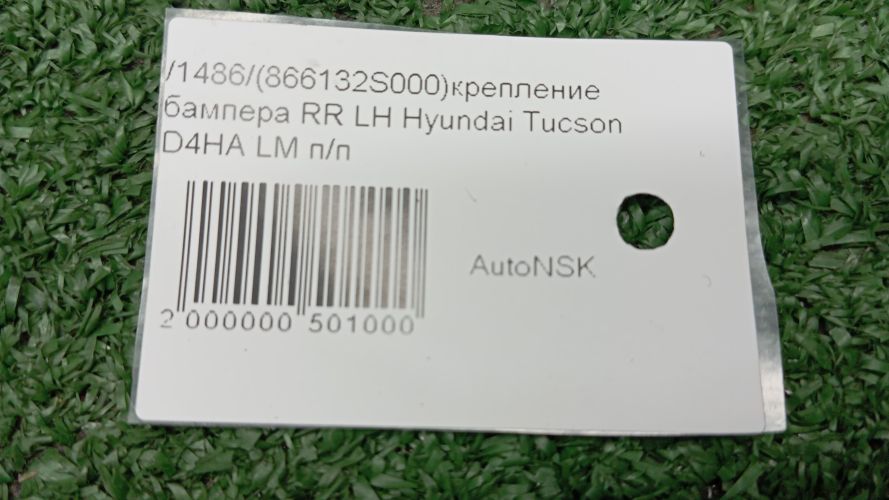 /1486/(866132S000)крепление
бампера RR LH Hyundai Tucson
D4HA LM п/п
AutoNSK
2 000000 501000